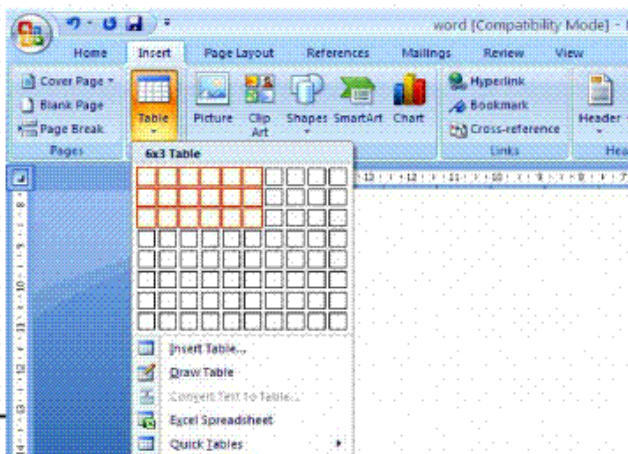 word [Compatibility Mode] -
Home Insert Page Layout References Mailings Review View
Cover Page
Blank Page
Page Break
Pages
Table
Picture
Clip Art
Shapes
SmartArt
Chart
Hyperlink
Bookmark
Cross-reference
Links
Header
6x3 Table
Insert Table...
Draw Table
Convert Text to Table...
Excel Spreadsheet
Quick Tables